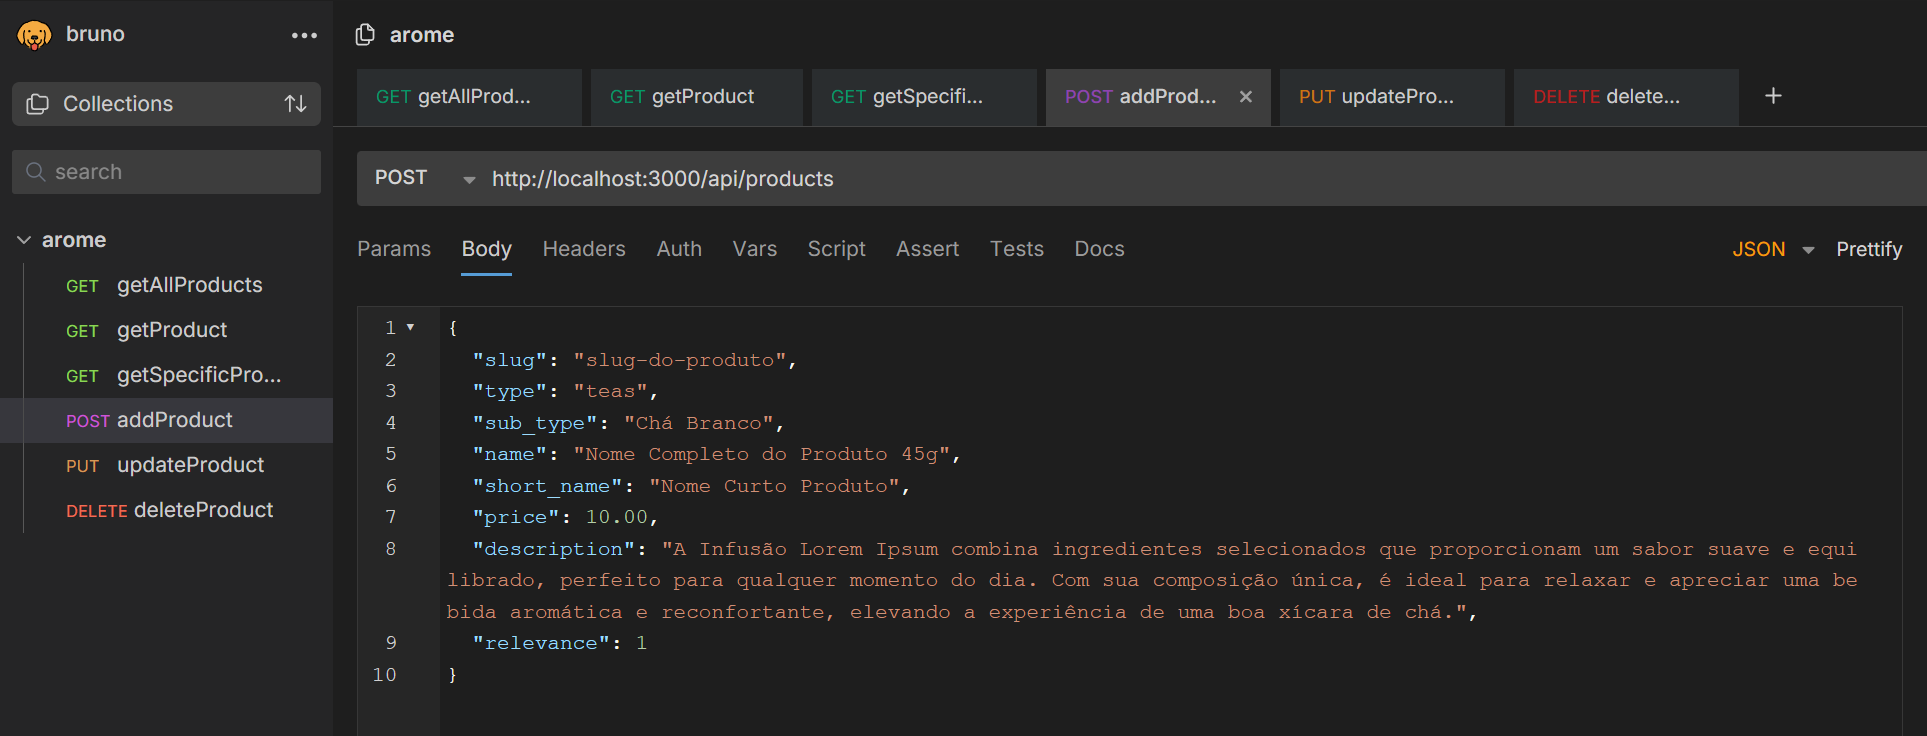 bruno
Collections
search
arome
GET getAllProducts
GET getProduct
GET getSpecificPro...
POST addProduct
PUT updateProduct
DELETE deleteProduct
arome
GET getAllProd...
GET getProduct
GET getSpecifi...
POST addProd...
PUT updatePro...
DELETE delete...
POST http://localhost:3000/api/products
Params Body Headers Auth Vars Script Assert Tests Docs JSON Prettify
1 {
2 "slug": "slug-do-produto",
3 "type": "teas",
4 "sub_type": "Chá Branco",
5 "name": "Nome Completo do Produto 45g",
6 "short_name": "Nome Curto Produto",
7 "price": 10.00,
8 "description": "A Infusão Lorem Ipsum combina ingredientes selecionados que proporcionam um sabor suave e equi
librado, perfeito para qualquer momento do dia. Com sua composição única, é ideal para relaxar e apreciar uma be
bida aromática e reconfortante, elevando a experiência de uma boa xícara de chá.",
9 "relevance": 1
10 }